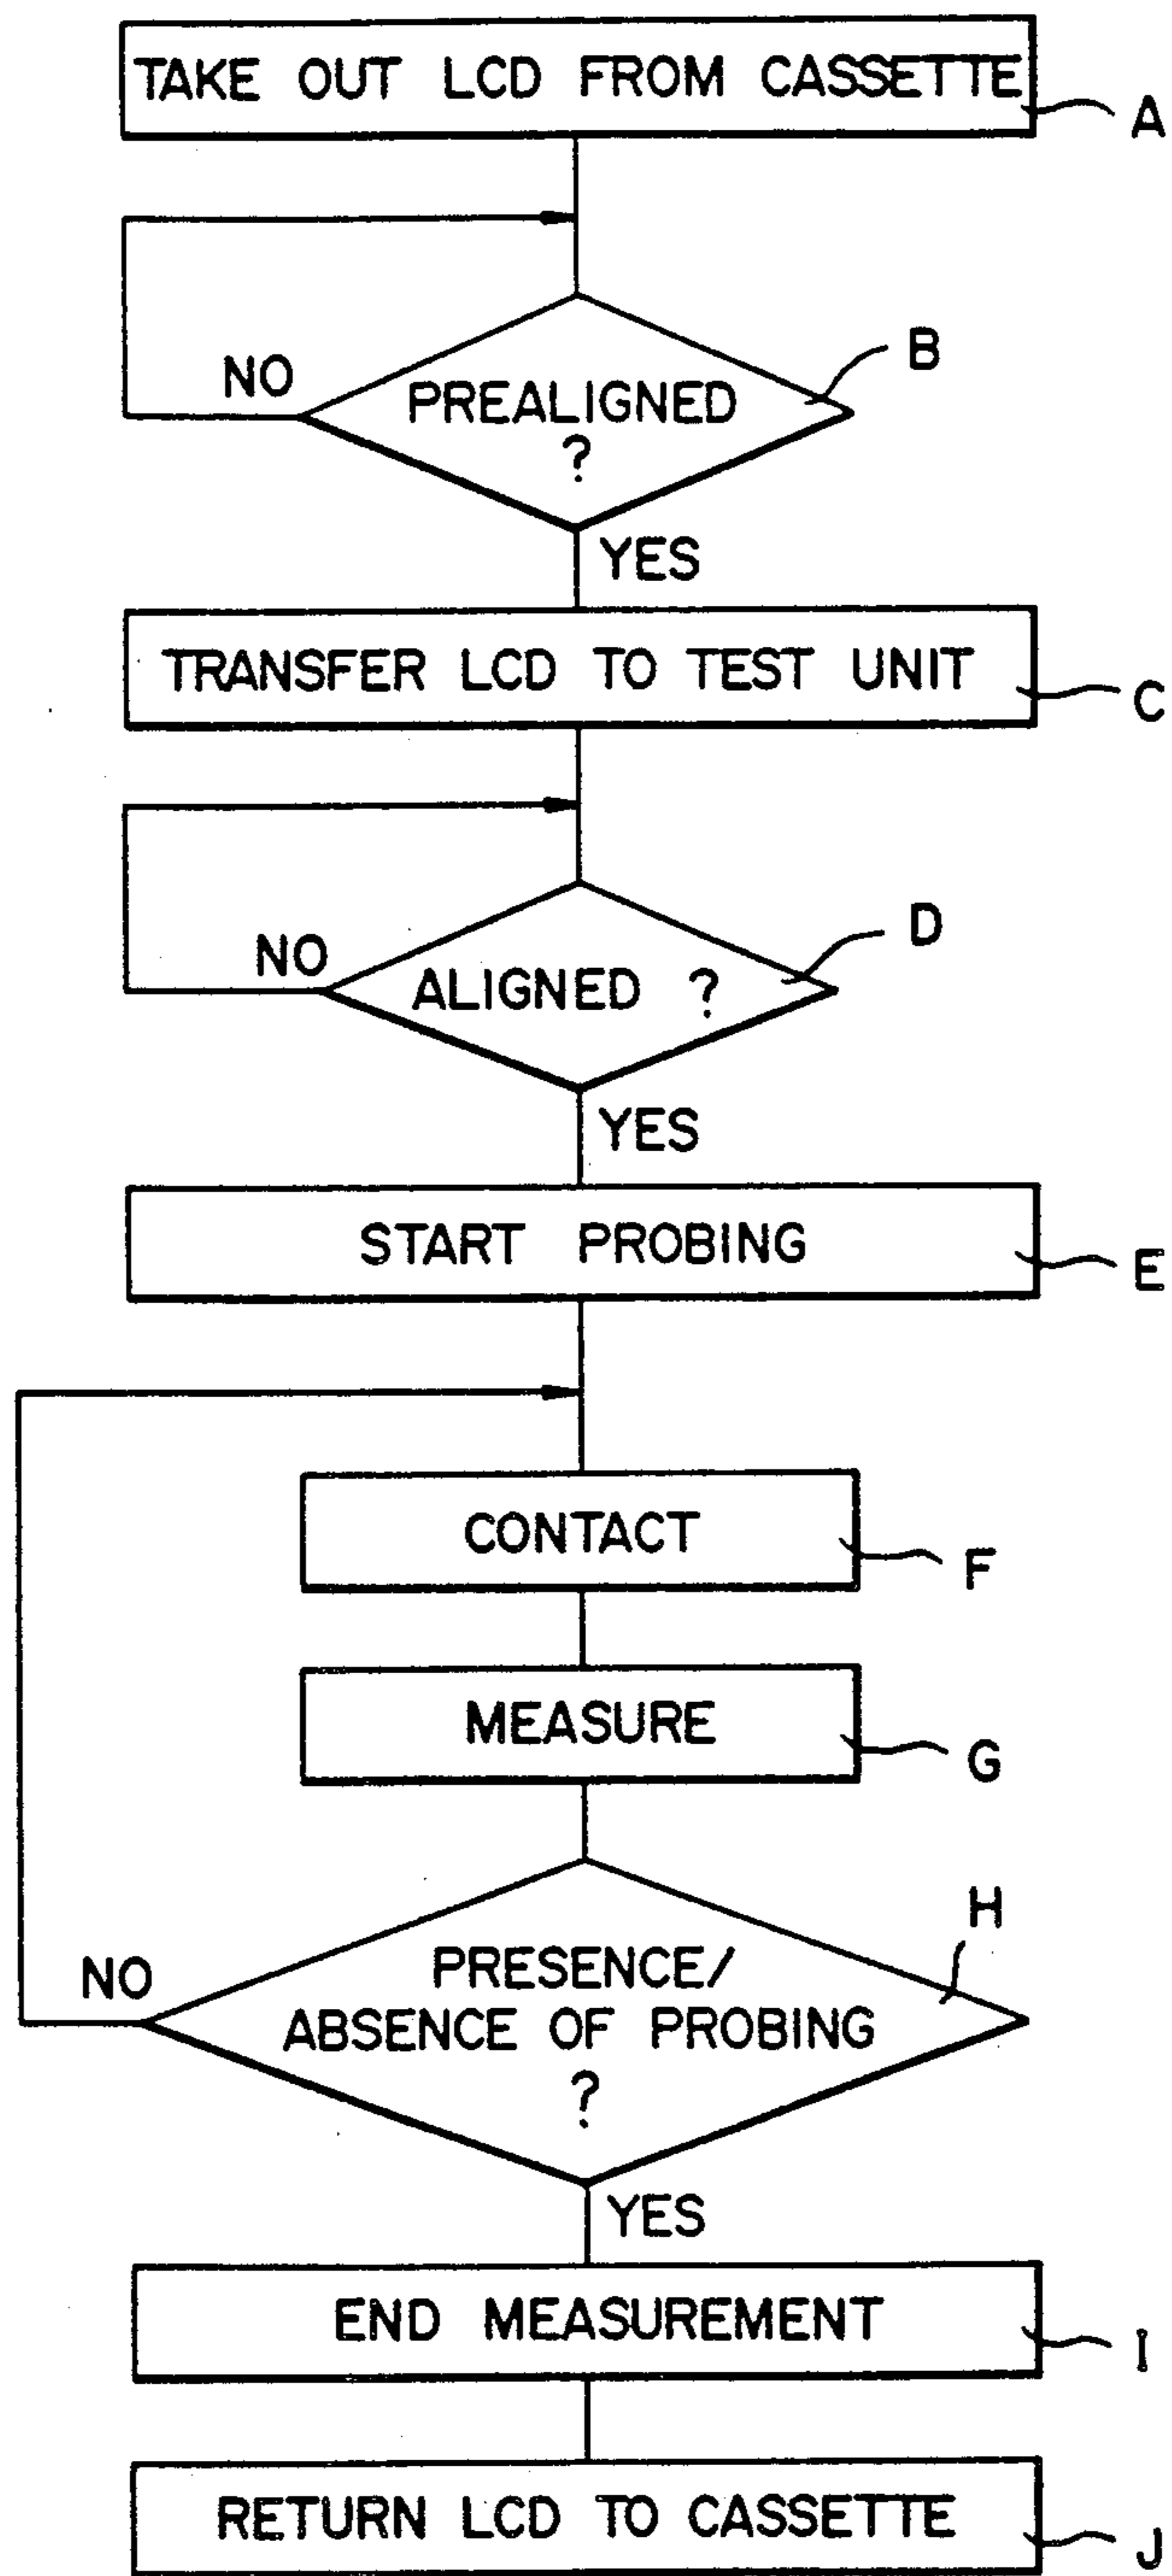 TAKE OUT LCD FROM CASSETTE
A
B
NO
PREALIGNED
?
YES
TRANSFER LCD TO TEST UNIT
C
D
NO
ALIGNED ?
YES
START PROBING
E
CONTACT
F
MEASURE
G
H
NO
PRESENCE/
ABSENCE OF PROBING
?
YES
END MEASUREMENT
I
RETURN LCD TO CASSETTE
J